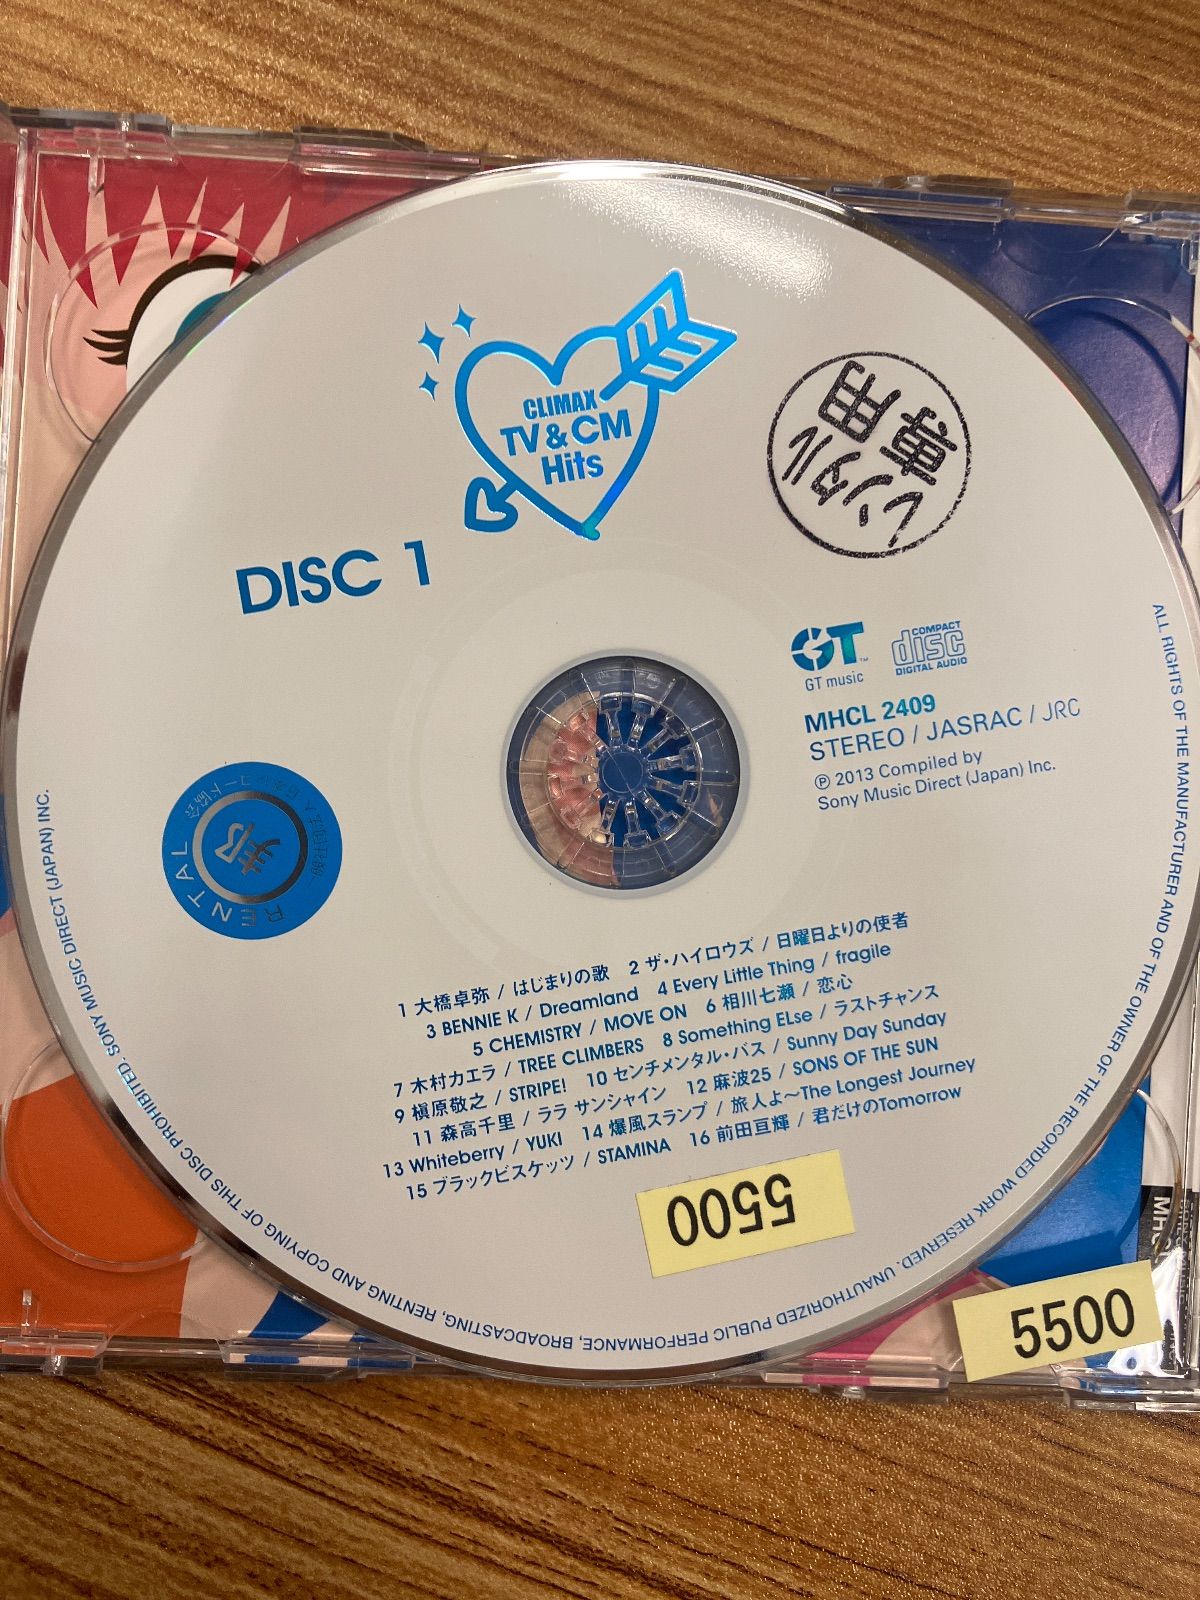 CLIMAX
TV & CM
Hits
DISC 1
レンタル専用
GT music
COMPACT
disc
DIGITAL AUDIO
MHCL 2409
STEREO / JASRAC / JRC
℗ 2013 Compiled by
Sony Music Direct (Japan) Inc.
RENTAL
邦
1 大橋卓弥 / はじまりの歌 2 ザ・ハイロウズ / 日曜日よりの使者
3 BENNIE K / Dreamland 4 Every Little Thing / fragile
5 CHEMISTRY / MOVE ON 6 相川七瀬 / 恋心
7 木村カエラ / TREE CLIMBERS 8 Something ELse / ラストチャンス
9 槇原敬之 / STRIPE! 10 センチメンタル・バス / Sunny Day Sunday
11 森高千里 / ララ サンシャイン 12 麻波25 / SONS OF THE SUN
13 Whiteberry / YUKI 14 爆風スランプ / 旅人よ〜The Longest Journey
15 ブラックビスケッツ / STAMINA 16 前田亘輝 / 君だけのTomorrow
5500
5500
ALL RIGHTS OF THE MANUFACTURER AND OF THE OWNER OF THE RECORDED WORK RESERVED. UNAUTHORIZED PUBLIC PERFORMANCE, BROADCASTING, RENTING AND COPYING OF THIS DISC PROHIBITED. SONY MUSIC DIRECT (JAPAN) INC.